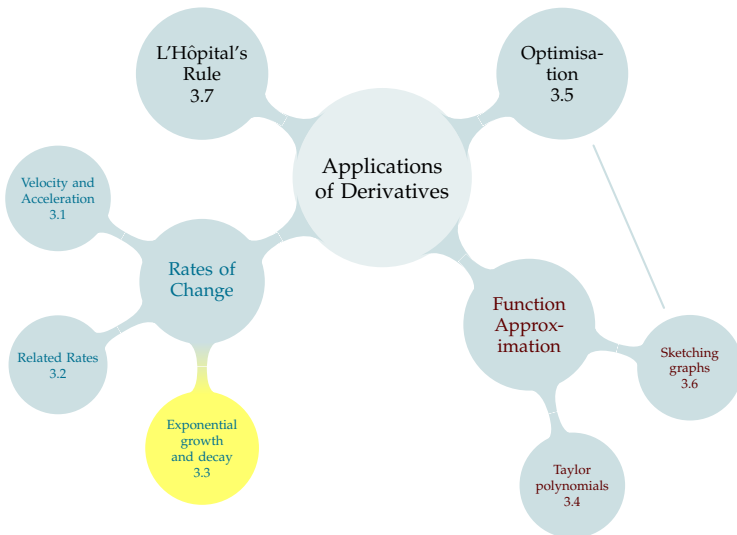 L'Hôpital's
Rule
3.7
Optimisa-
tion
3.5
Applications
of Derivatives
Velocity and
Acceleration
3.1
Rates of
Change
Function
Approx-
imation
Related Rates
3.2
Sketching
graphs
3.6
Exponential
growth
and decay
3.3
Taylor
polynomials
3.4